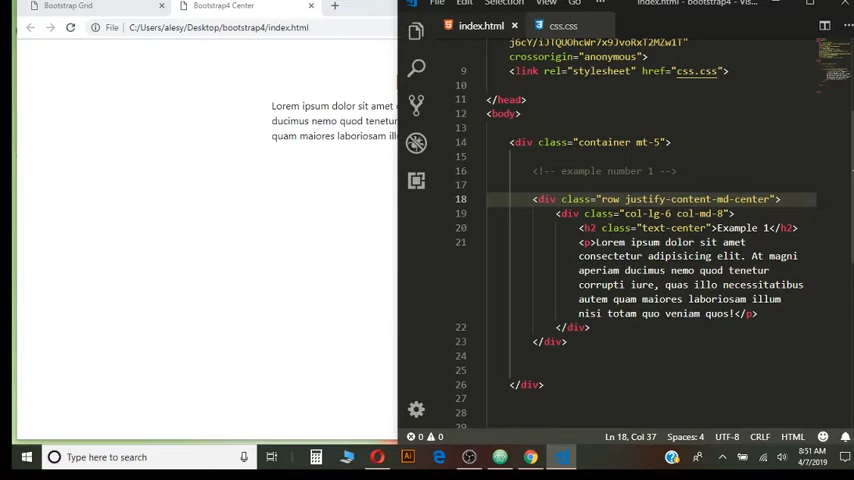 Bootstrap Grid
Bootstrap4 Center
File
C:/Users/alesy/Desktop/bootstrap4/index.html
Lorem ipsum dolor sit amet
ducimus nemo quod tenetur
quam maiores laboriosam ill
File Edit Selection
index.html - bootstrap4 - Vis...
index.html
css.css
j6cY/iJTQUOhcWr7x9JvoRxT2MZw1T"
crossorigin="anonymous">
9 <link rel="stylesheet" href="css.css">
10
11 </head>
12 <body>
13
14 <div class="container mt-5">
15
16 <!-- example number 1 -->
17
18 <div class="row justify-content-md-center">
19 <div class="col-lg-6 col-md-8">
20 <h2 class="text-center">Example 1</h2>
21 <p>Lorem ipsum dolor sit amet
consectetur adipisicing elit. At magni
aperiam ducimus nemo quod tenetur
corrupti iure, quas illo necessitatibus
autem quam maiores laboriosam illum
nisi totam quo veniam quos!</p>
22 </div>
23 </div>
24
25
26 </div>
27
28
0 0
Ln 18, Col 37 Spaces: 4 UTF-8 CRLF HTML
Type here to search
8:51 AM
4/7/2019